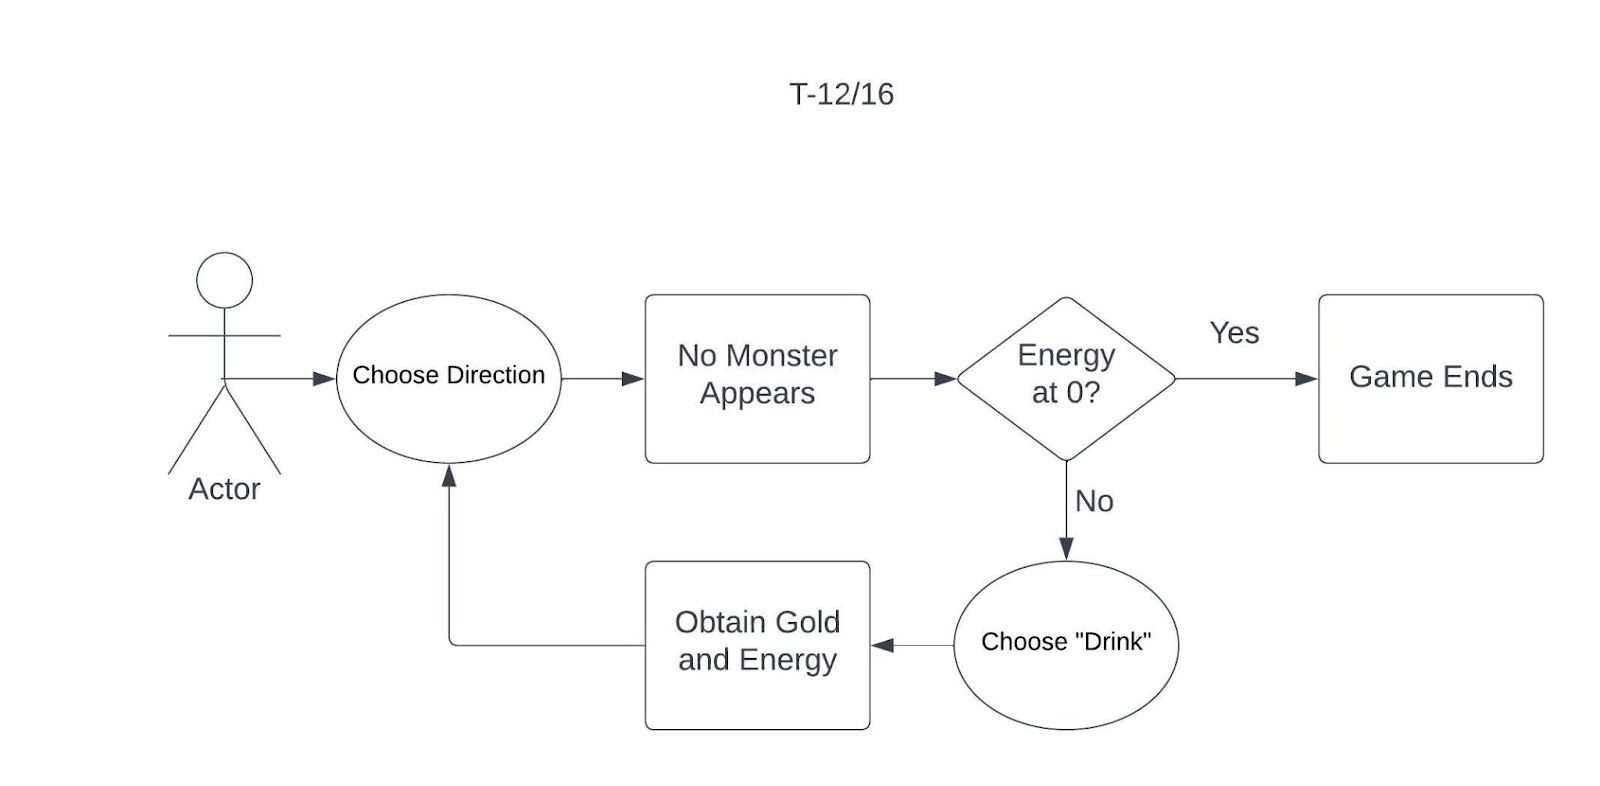 T-12/16
Choose Direction
No Monster
Appears
Energy
at 0?
Yes
Game Ends
Actor
No
Obtain Gold
and Energy
Choose "Drink"